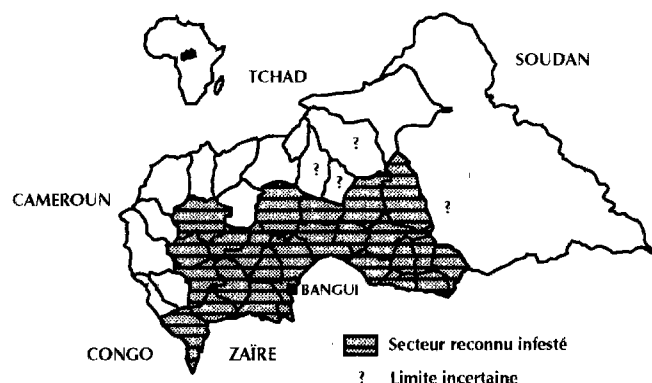 TCHAD
SOUDAN
?
?
?
CAMEROUN
?
BANGUI
CONGO
ZAÏRE
Secteur reconnu infesté
? Limite incertaine